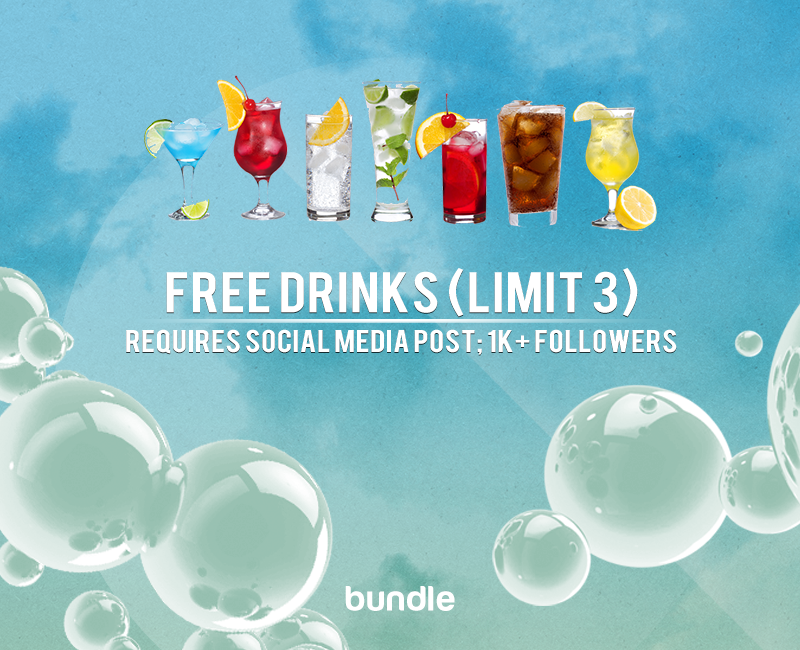 FREE DRINKS (LIMIT 3)
REQUIRES SOCIAL MEDIA POST; 1K+ FOLLOWERS
bundle